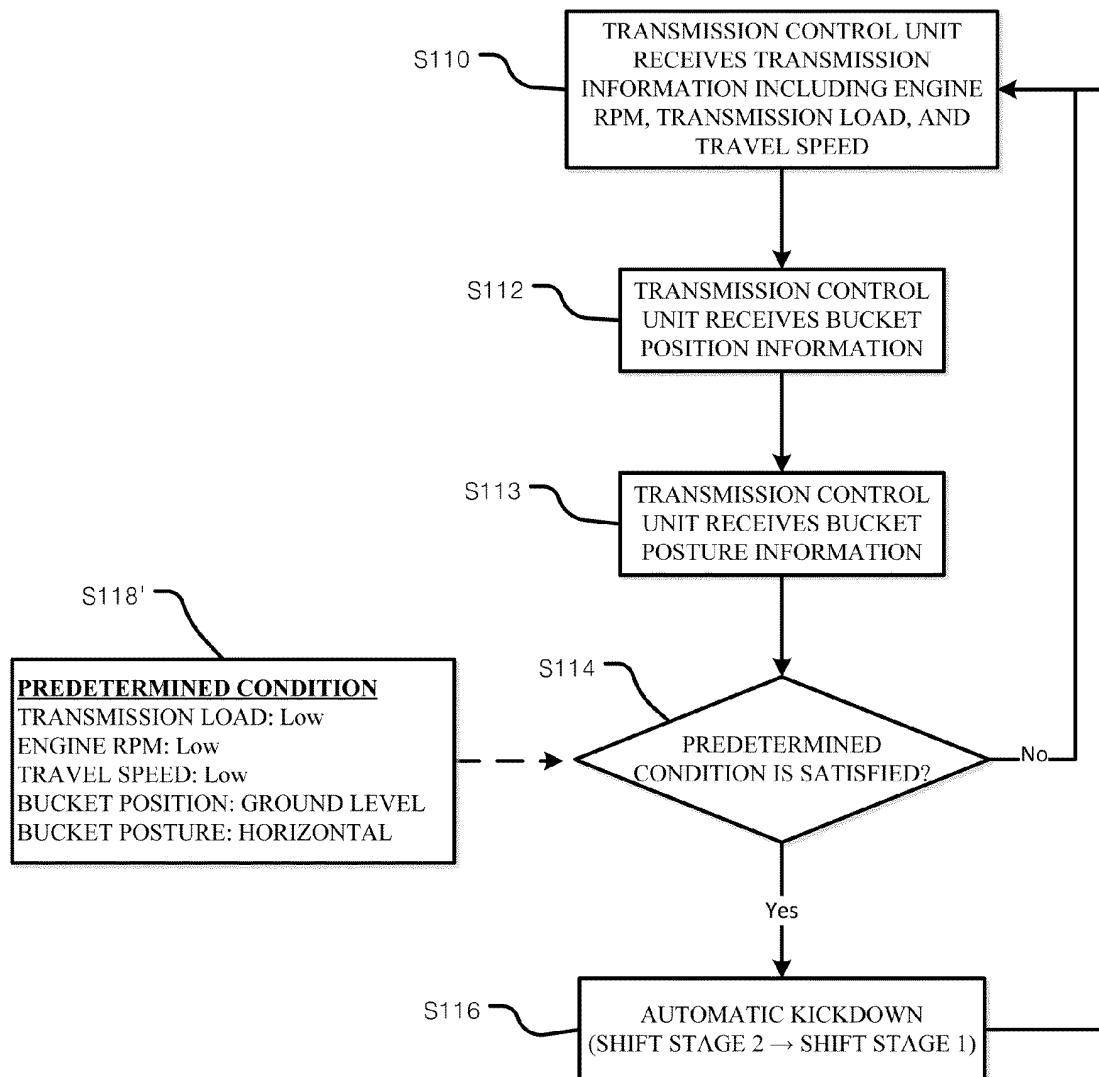 S110
TRANSMISSION CONTROL UNIT
RECEIVES TRANSMISSION
INFORMATION INCLUDING ENGINE
RPM, TRANSMISSION LOAD, AND
TRAVEL SPEED
S112
TRANSMISSION CONTROL
UNIT RECEIVES BUCKET
POSITION INFORMATION
S113
TRANSMISSION CONTROL
UNIT RECEIVES BUCKET
POSTURE INFORMATION
S118'
PREDETERMINED CONDITION
TRANSMISSION LOAD: Low
ENGINE RPM: Low
TRAVEL SPEED: Low
BUCKET POSITION: GROUND LEVEL
BUCKET POSTURE: HORIZONTAL
S114
PREDETERMINED
CONDITION IS SATISFIED?
No
Yes
S116
AUTOMATIC KICKDOWN
(SHIFT STAGE 2 → SHIFT STAGE 1)